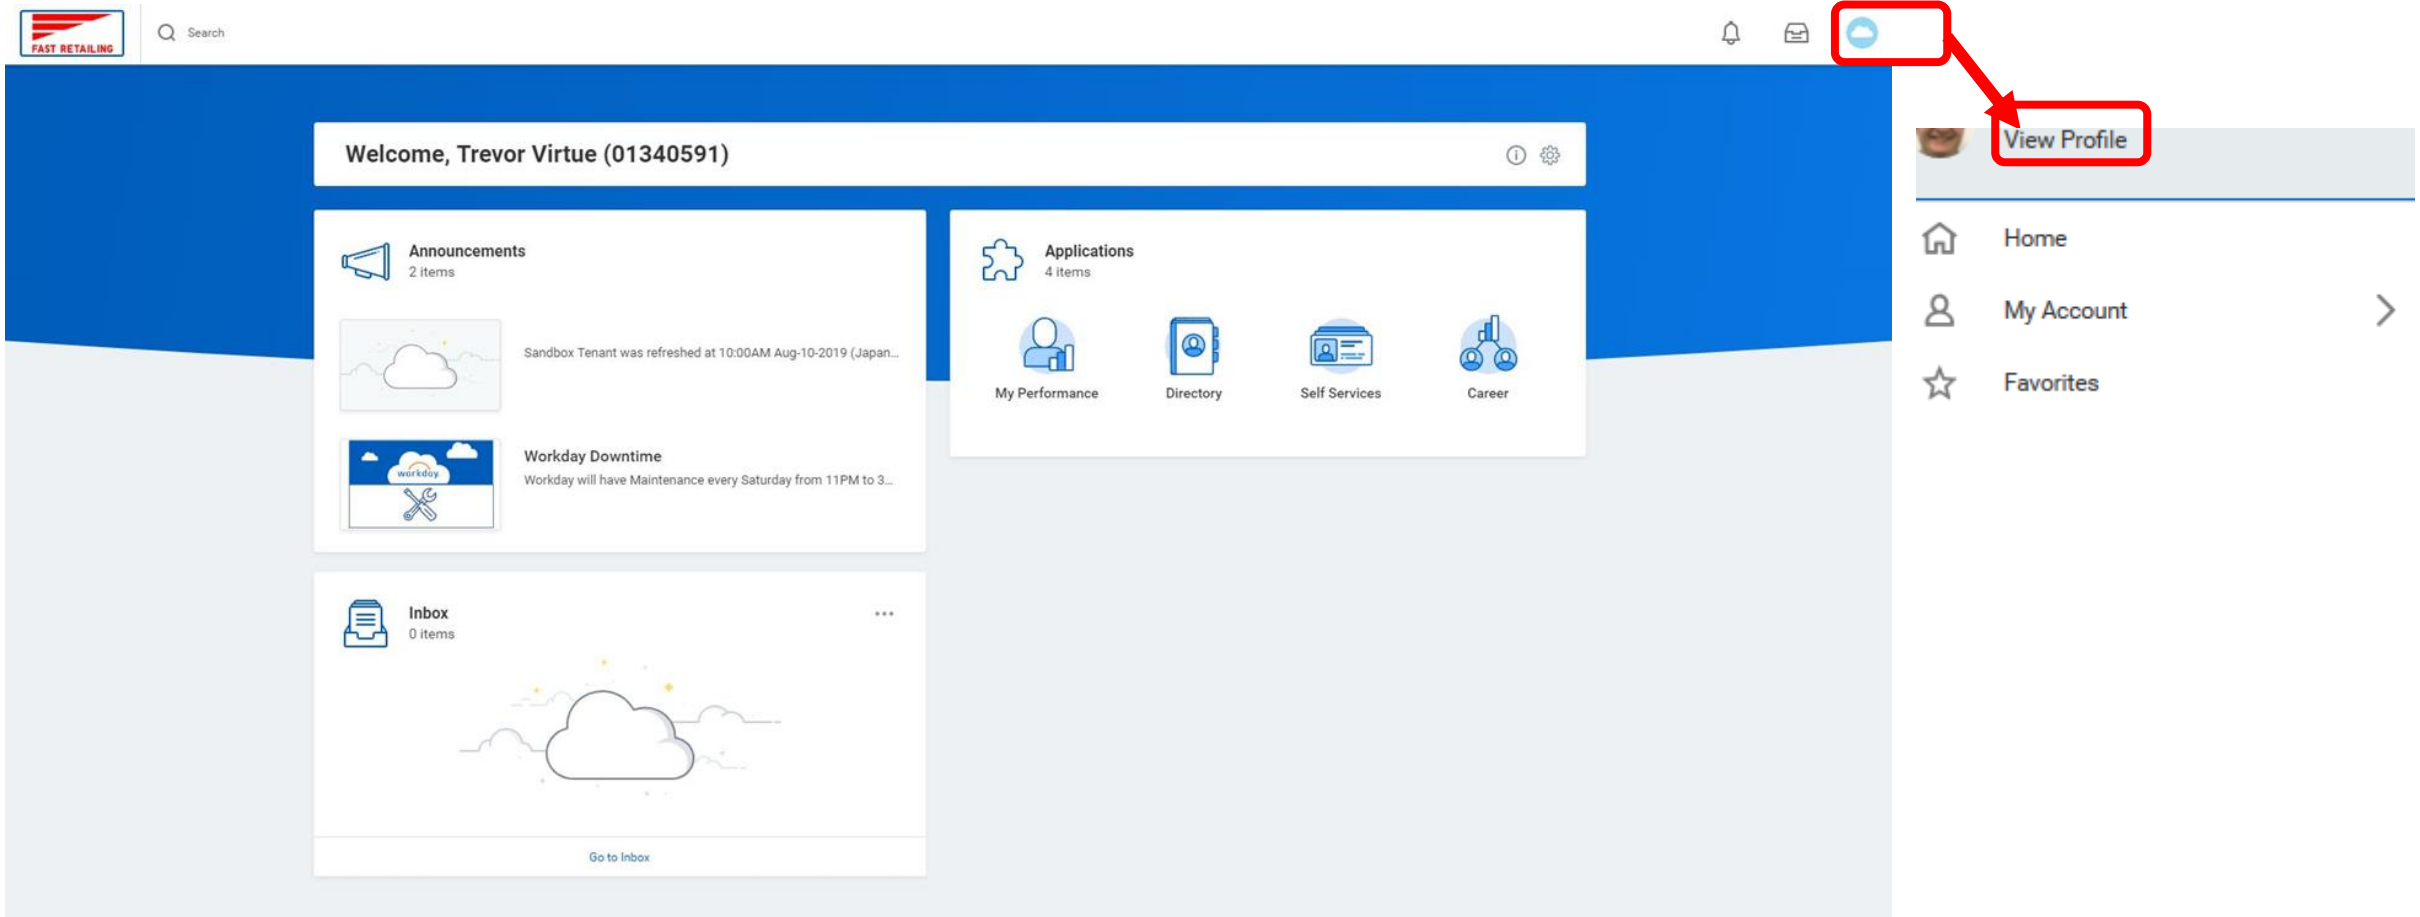 FAST RETAILING
Search
View Profile
Welcome, Trevor Virtue (01340591)
Home
My Account
Favorites
Announcements
2 items
Sandbox Tenant was refreshed at 10:00AM Aug-10-2019 (Japan...
workday.
Workday Downtime
Workday will have Maintenance every Saturday from 11PM to 3...
Applications
4 items
My Performance
Directory
Self Services
Career
Inbox
0 items
Go to Inbox